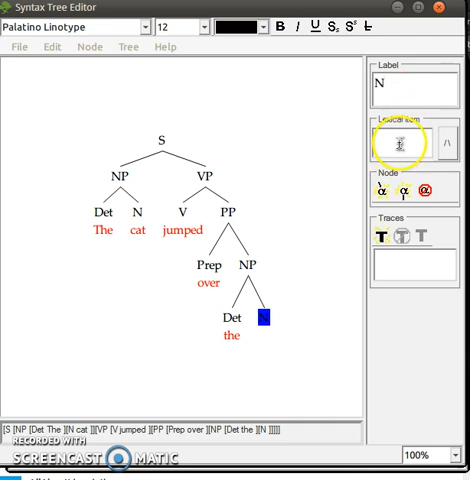 Syntax Tree Editor
Palatino Linotype 12 B I U Ss S L
File Edit Node Tree Help
Label
N
Lexical item
/\
Node
α α @
Traces
T T T
S
NP VP
Det N V PP
The cat jumped
Prep NP
over
Det N
the
[S [NP [Det The ][N cat ]][VP [V jumped ][PP [Prep over ][NP [Det the ][N ]]]]]
RECORDED WITH
SCREENCAST MATIC
100%